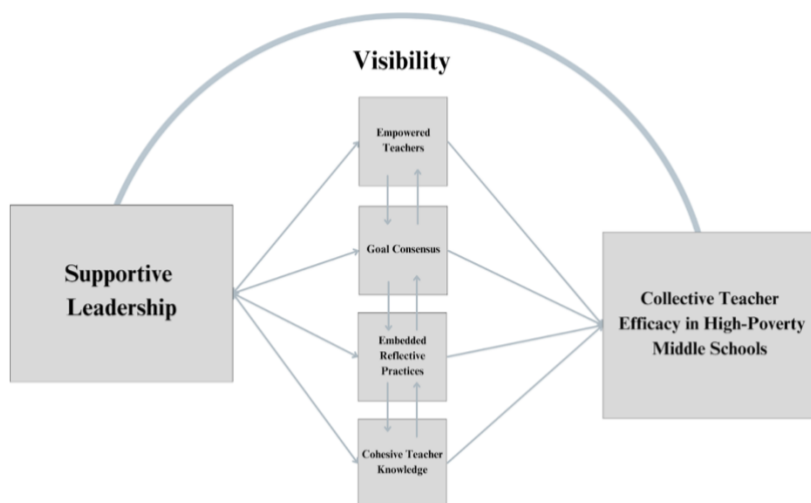 Visibility
Empowered
Teachers
Goal Consensus
Embedded
Reflective
Practices
Cohesive Teacher
Knowledge
Supportive
Leadership
Collective Teacher
Efficacy in High-Poverty
Middle Schools